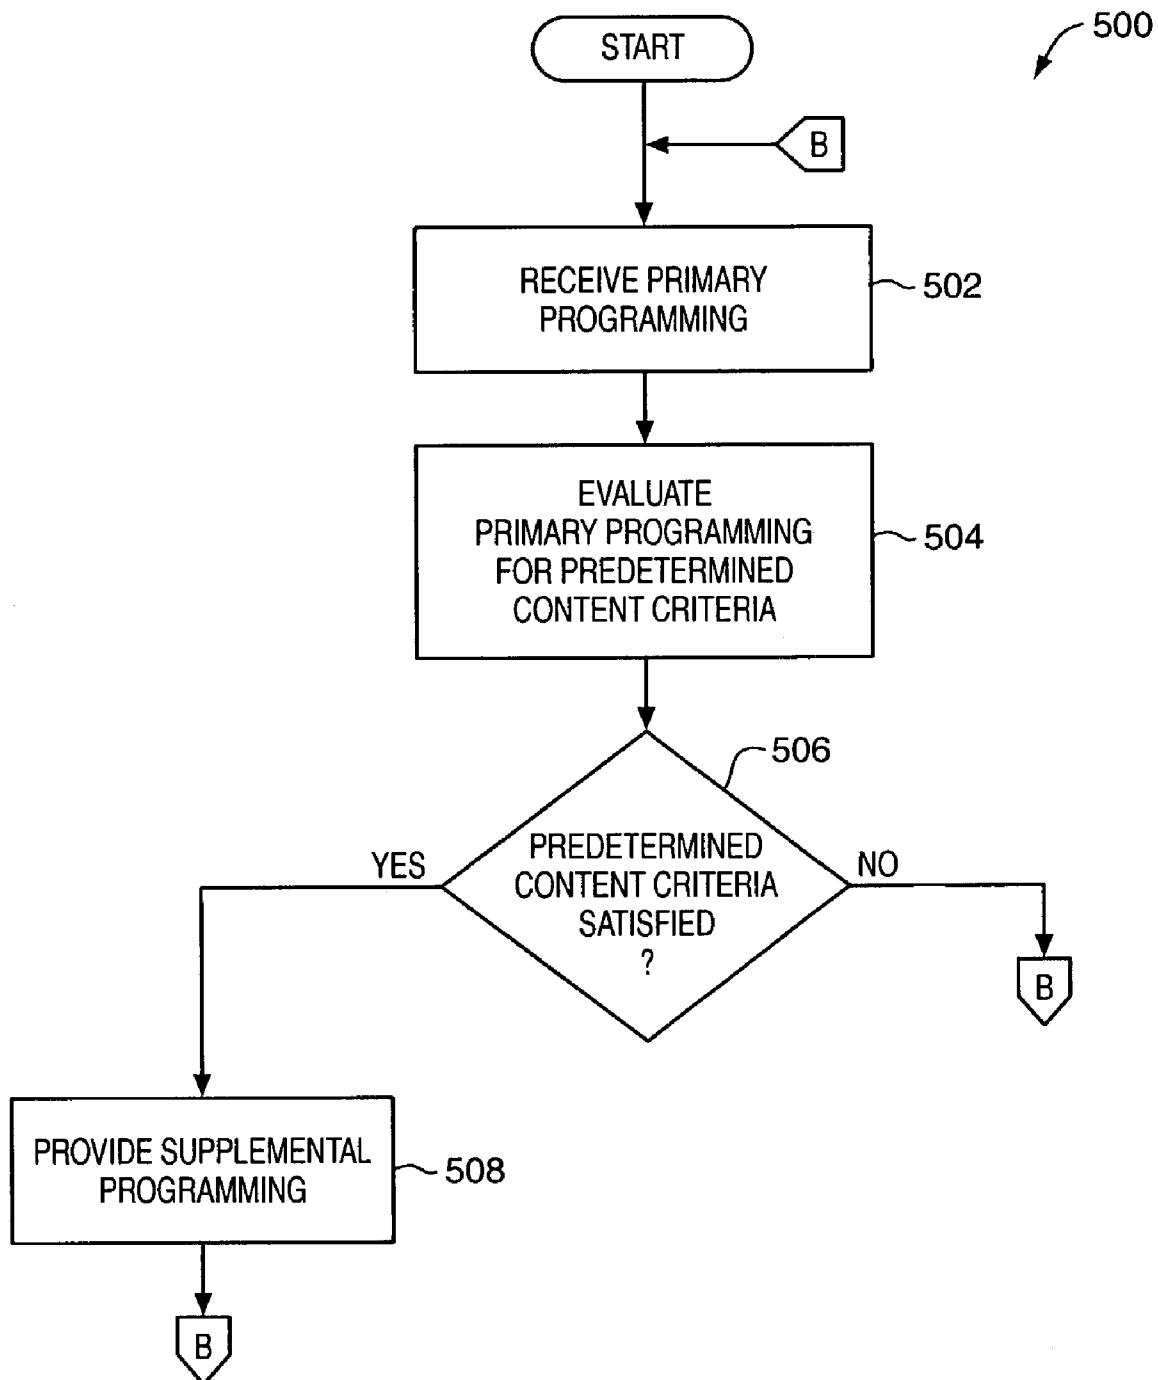 500
START
B
RECEIVE PRIMARY
PROGRAMMING
502
EVALUATE
PRIMARY PROGRAMMING
FOR PREDETERMINED
CONTENT CRITERIA
504
506
PREDETERMINED
CONTENT CRITERIA
SATISFIED
?
YES
NO
B
PROVIDE SUPPLEMENTAL
PROGRAMMING
508
B